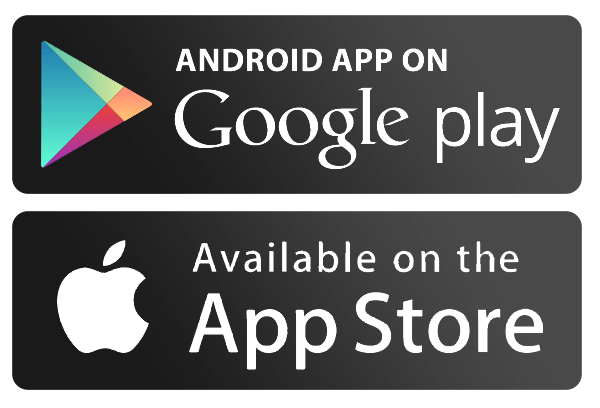 ANDROID APP ON
Google play
Available on the
App Store